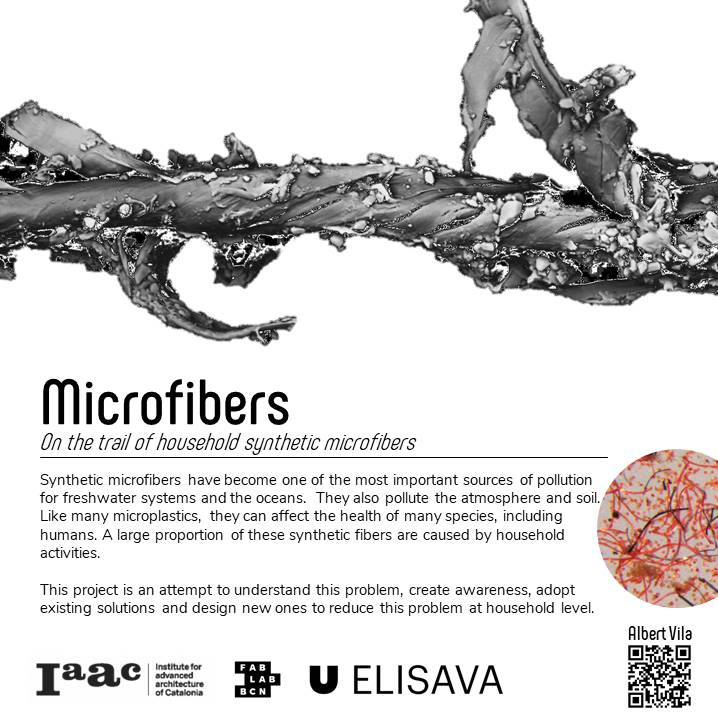 Microfibers
On the trail of household synthetic microfibers
Synthetic microfibers have become one of the most important sources of pollution
for freshwater systems and the oceans. They also pollute the atmosphere and soil.
Like many microplastics, they can affect the health of many species, including
humans. A large proportion of these synthetic fibers are caused by household
activities.
This project is an attempt to understand this problem, create awareness, adopt
existing solutions and design new ones to reduce this problem at household level.
Albert Vila
Iaac
Institute for
advanced
architecture
of Catalonia
FAB
LAB
BCN
U ELISAVA